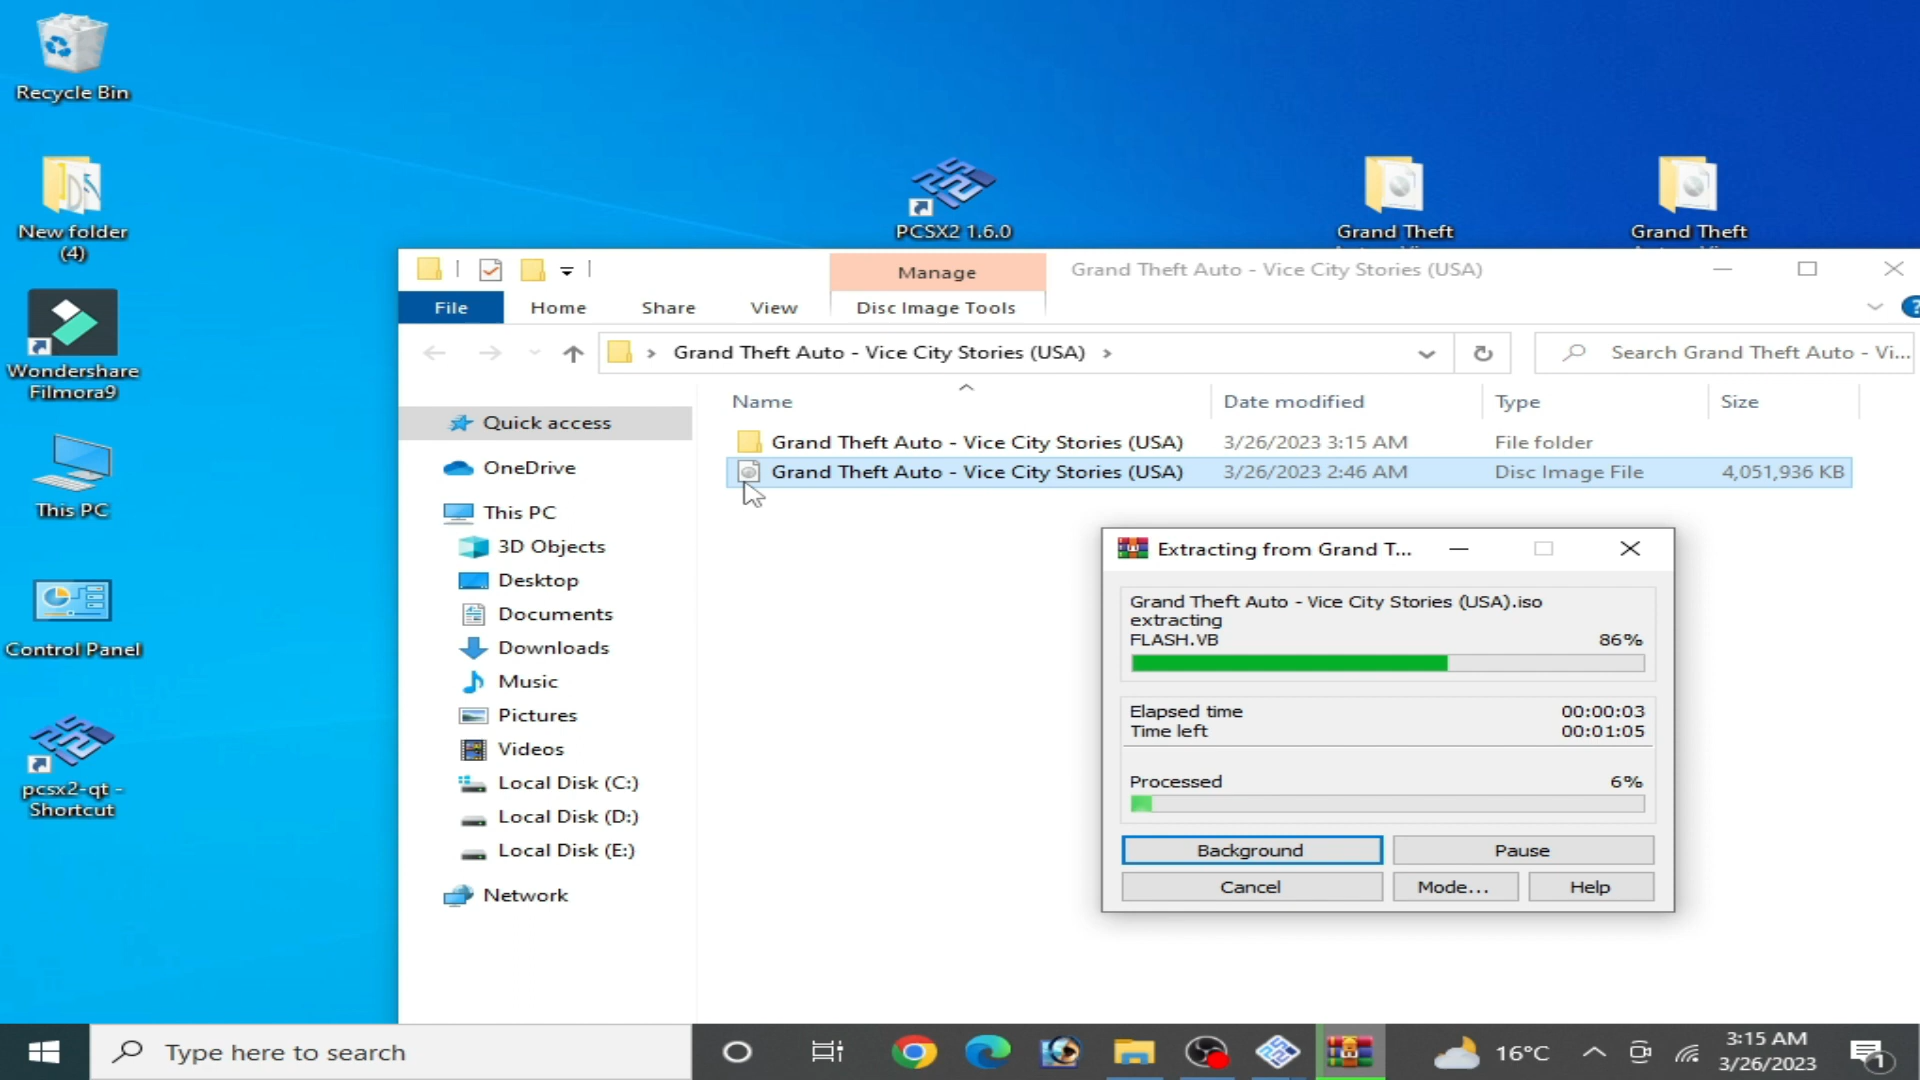 Recycle Bin
New folder
(4)
Wondershare
Filmora9
This PC
Control Panel
pcsx2-qt -
Shortcut
PCSX2 1.6.0
Grand Theft
Grand Theft
Manage
Grand Theft Auto - Vice City Stories (USA)
File
Home
Share
View
Disc Image Tools
?
Grand Theft Auto - Vice City Stories (USA)
Search Grand Theft Auto - Vi...
Name
Date modified
Type
Size
Grand Theft Auto - Vice City Stories (USA) 3/26/2023 3:15 AM File folder
Grand Theft Auto - Vice City Stories (USA) 3/26/2023 2:46 AM Disc Image File 4,051,936 KB
Quick access
OneDrive
This PC
3D Objects
Desktop
Documents
Downloads
Music
Pictures
Videos
Local Disk (C:)
Local Disk (D:)
Local Disk (E:)
Network
Extracting from Grand T...
Grand Theft Auto - Vice City Stories (USA).iso
extracting
FLASH.VB 86%
Elapsed time 00:00:03
Time left 00:01:05
Processed 6%
Background
Pause
Cancel
Mode...
Help
Type here to search
16°C
3:15 AM
3/26/2023
1